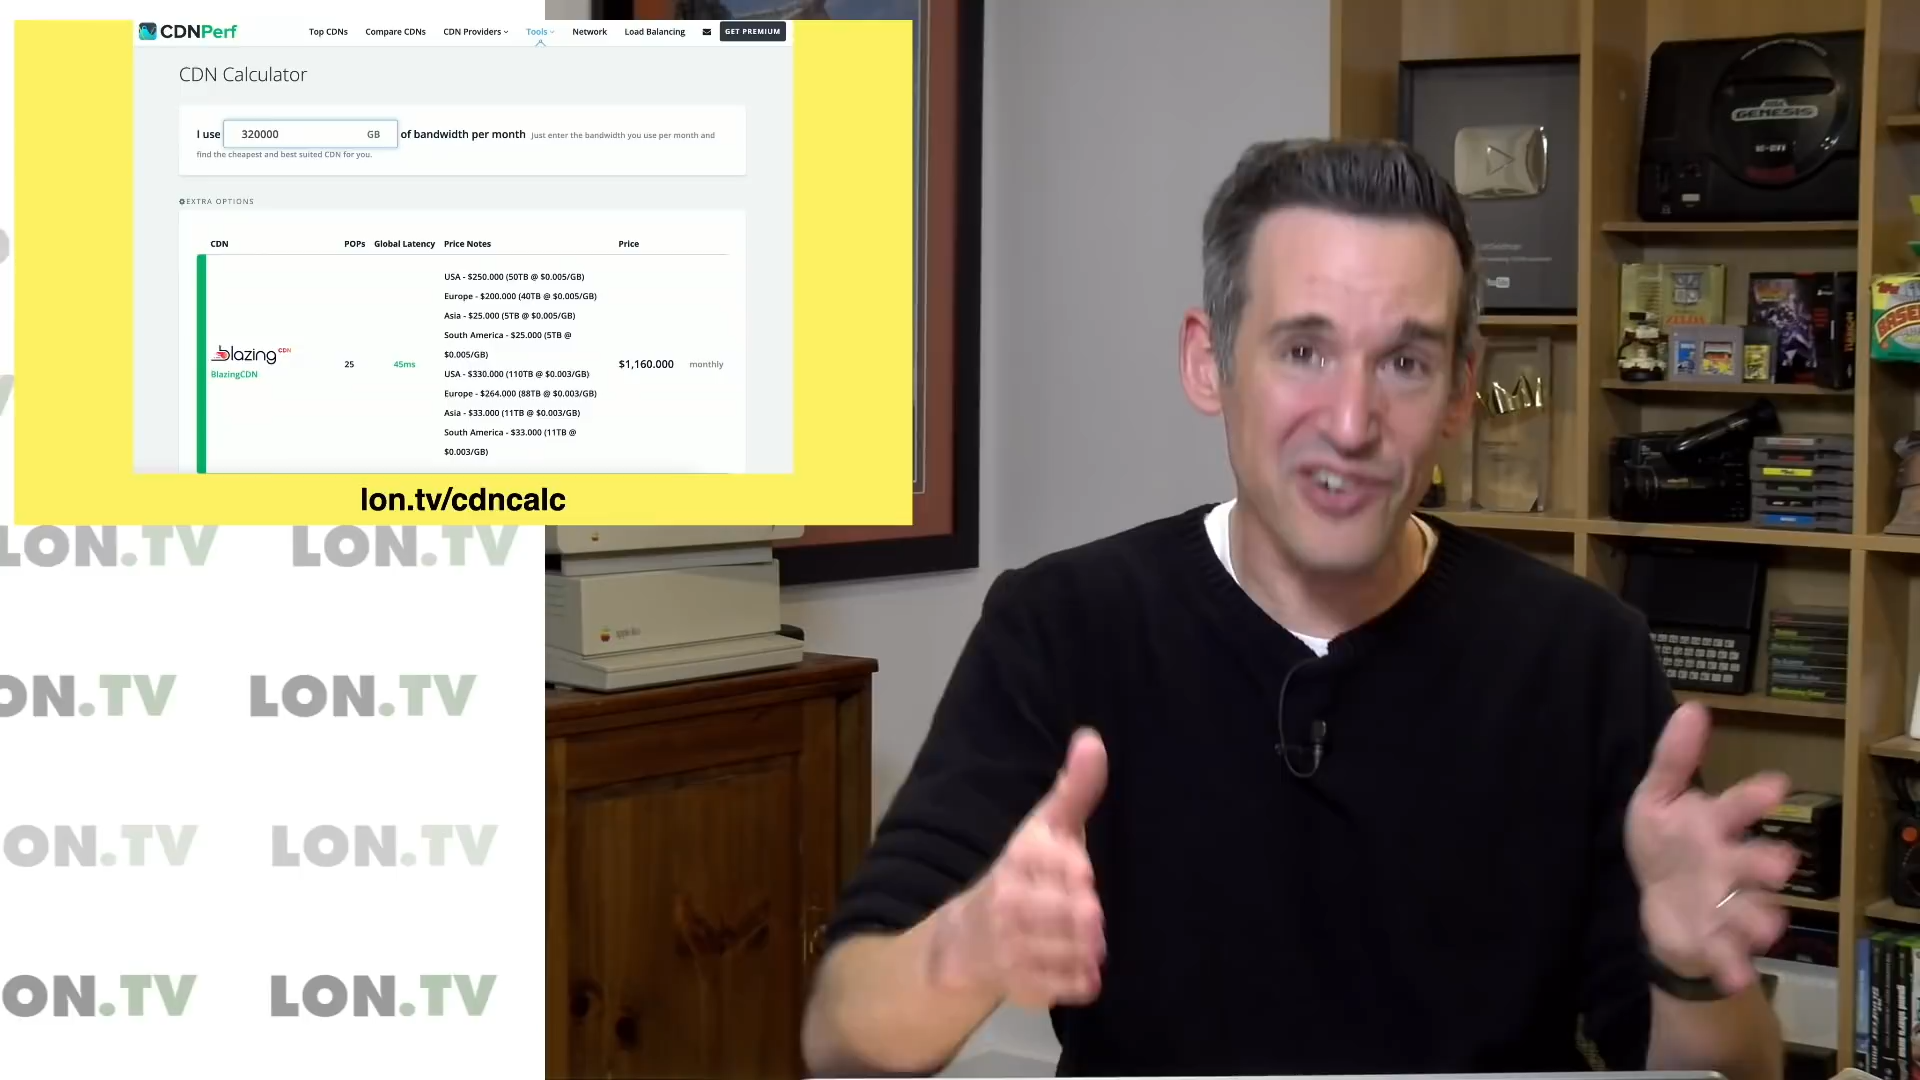 CDNPerf
Top CDNs Compare CDNs CDN Providers Tools Network Load Balancing GET PREMIUM
CDN Calculator
I use 320000 GB of bandwidth per month Just enter the bandwidth you use per month and
find the cheapest and best suited CDN for you.
EXTRA OPTIONS
CDN POPs Global Latency Price Notes Price
USA - $250.000 (50TB @ $0.005/GB)
Europe - $200.000 (40TB @ $0.005/GB)
Asia - $25.000 (5TB @ $0.005/GB)
South America - $25.000 (5TB @
$0.005/GB)
blazing CDN
BlazingCDN
25 45ms $1,160.000 monthly
USA - $330.000 (110TB @ $0.003/GB)
Europe - $264.000 (88TB @ $0.003/GB)
Asia - $33.000 (11TB @ $0.003/GB)
South America - $33.000 (11TB @
$0.003/GB)
lon.tv/cdncalc
LON.TV LON.TV
ON.TV LON.TV
ON.TV LON.TV
ON.TV LON.TV
GENESIS